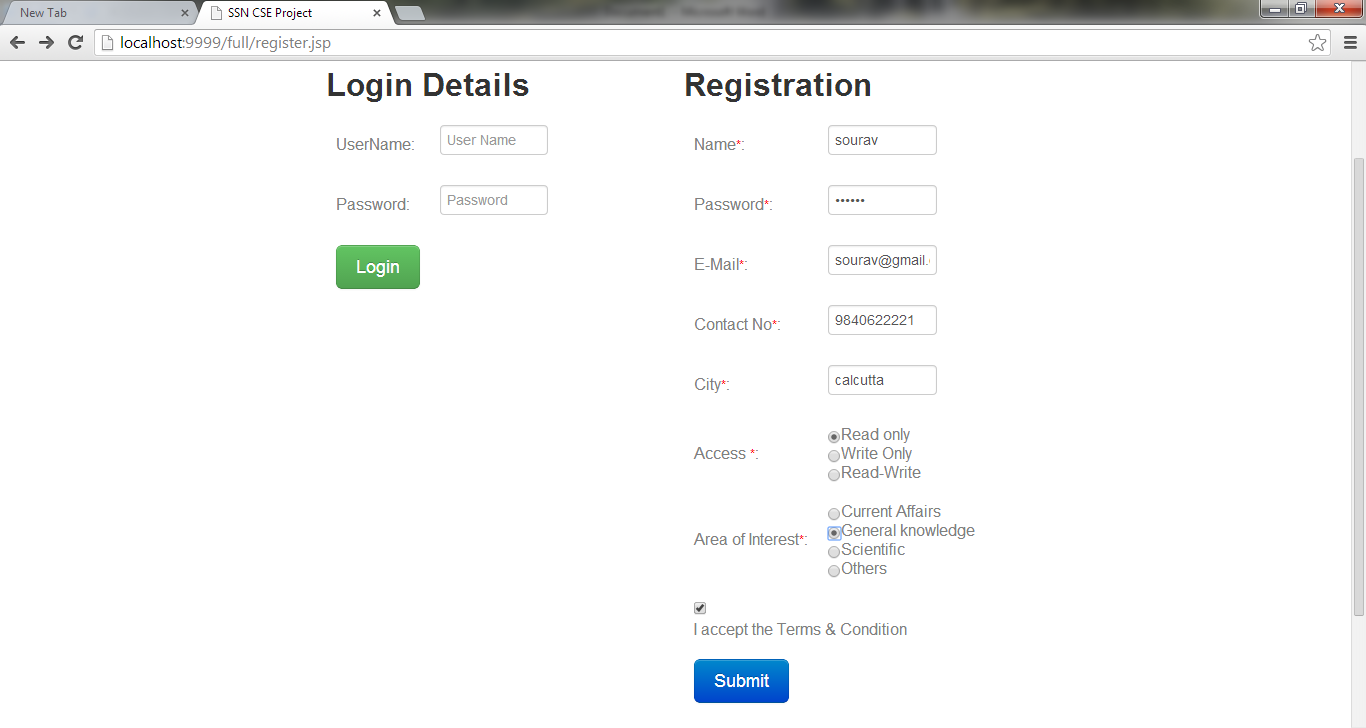 New Tab
SSN CSE Project
localhost:9999/full/register.jsp
Login Details
UserName:
User Name
Password:
Password
Login
Registration
Name*:
sourav
Password*:
••••••
E-Mail*:
sourav@gmail.
Contact No*:
9840622221
City*:
calcutta
Access *:
Read only
Write Only
Read-Write
Area of Interest*:
Current Affairs
General knowledge
Scientific
Others
I accept the Terms & Condition
Submit